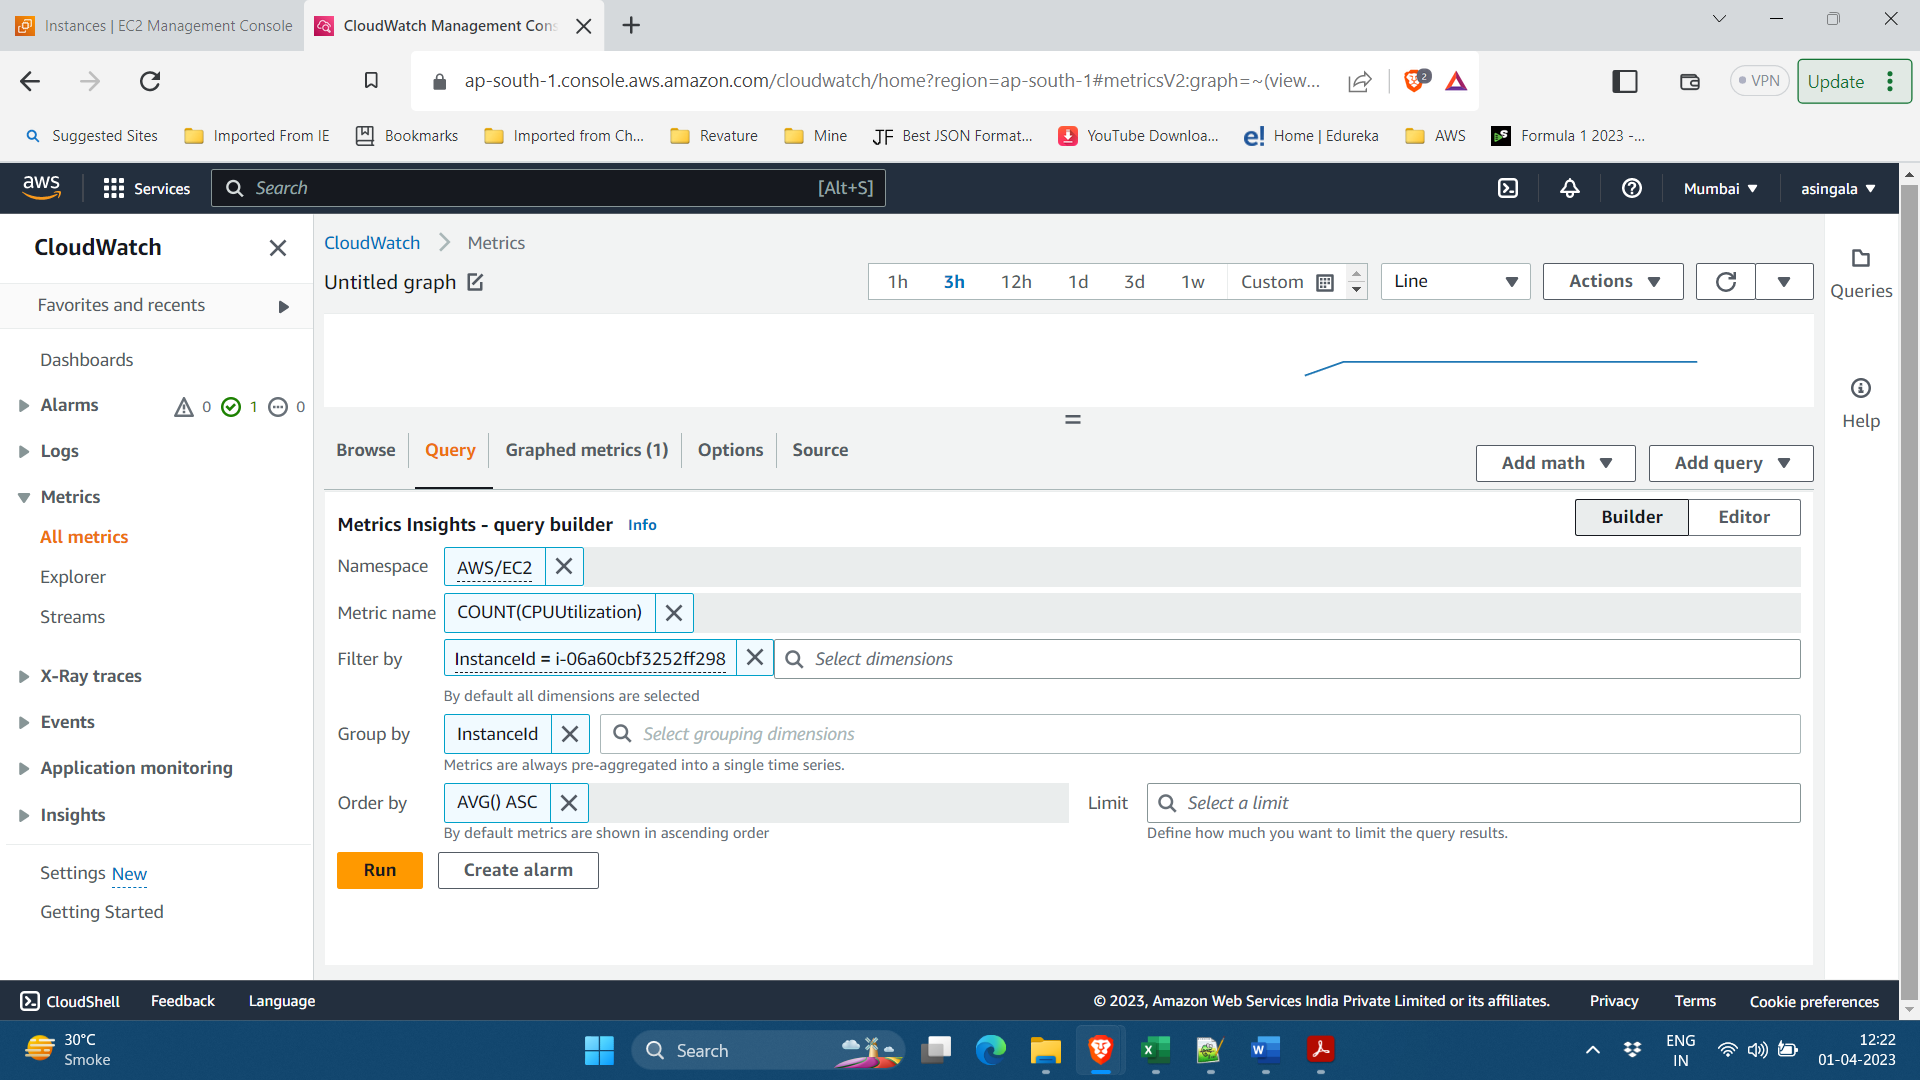 Instances | EC2 Management Console
CloudWatch Management Con
ap-south-1.console.aws.amazon.com/cloudwatch/home?region=ap-south-1#metricsV2:graph=~(view...
2
VPN
Update
Suggested Sites
Imported From IE
Bookmarks
Imported from Ch...
Revature
Mine
JF Best JSON Format...
YouTube Downloa...
e! Home | Edureka
AWS
Formula 1 2023 -...
aws
Services
Search
[Alt+S]
Mumbai
asingala
CloudWatch
Favorites and recents
Dashboards
Alarms
0
1
0
Logs
Metrics
All metrics
Explorer
Streams
X-Ray traces
Events
Application monitoring
Insights
Settings New
Getting Started
CloudWatch
Metrics
Untitled graph
1h
3h
12h
1d
3d
1w
Custom
Line
Actions
Queries
Help
Browse
Query
Graphed metrics (1)
Options
Source
Add math
Add query
Metrics Insights - query builder Info
Builder
Editor
Namespace
AWS/EC2
Metric name
COUNT(CPUUtilization)
Filter by
InstanceId = i-06a60cbf3252ff298
Select dimensions
By default all dimensions are selected
Group by
InstanceId
Select grouping dimensions
Metrics are always pre-aggregated into a single time series.
Order by
AVG() ASC
By default metrics are shown in ascending order
Limit
Select a limit
Define how much you want to limit the query results.
Run
Create alarm
CloudShell
Feedback
Language
© 2023, Amazon Web Services India Private Limited or its affiliates.
Privacy
Terms
Cookie preferences
30°C
Smoke
Search
ENG
IN
12:22
01-04-2023